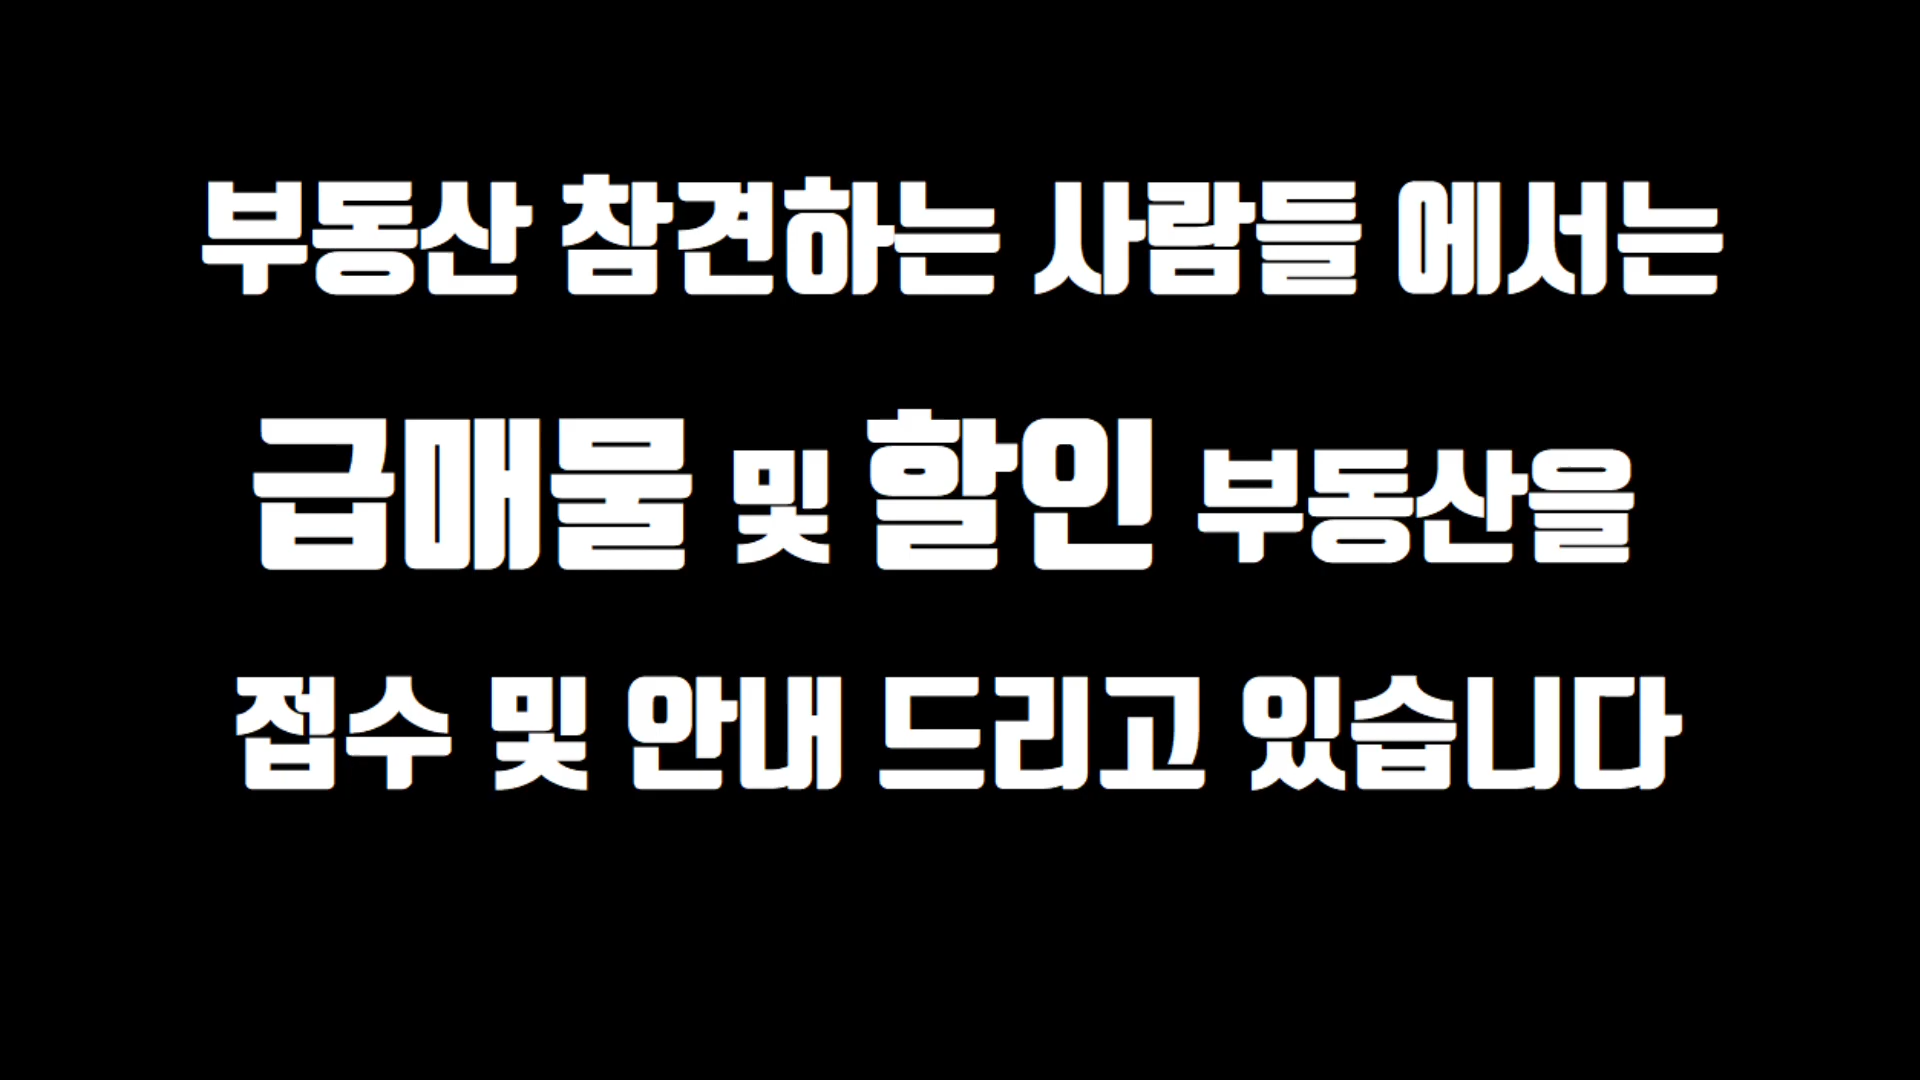 부동산 참견하는 사람들 에서는
급매물 및 할인 부동산을
접수 및 안내 드리고 있습니다